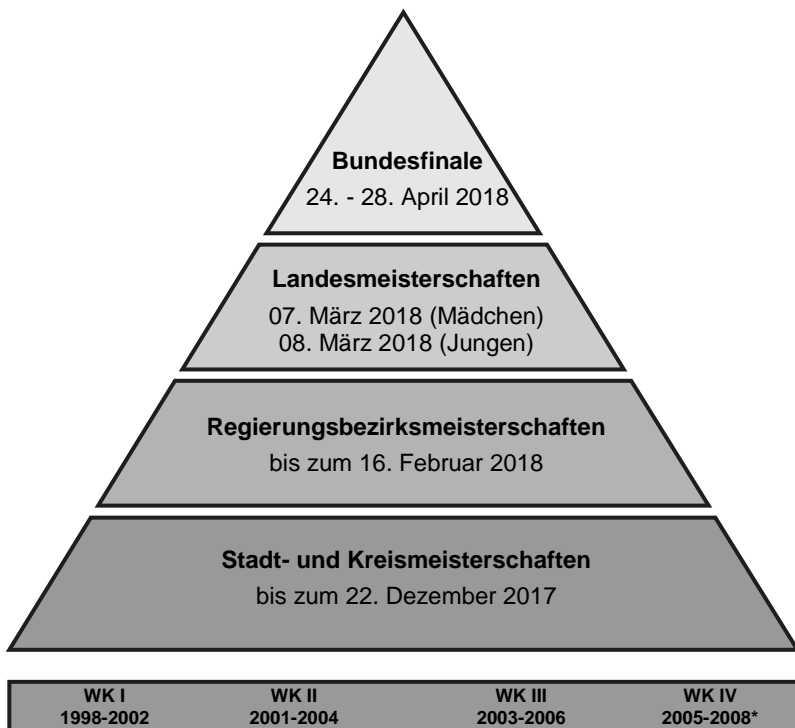 Bundesfinale
24. - 28. April 2018
Landesmeisterschaften
07. März 2018 (Mädchen)
08. März 2018 (Jungen)
Regierungsbezirksmeisterschaften
bis zum 16. Februar 2018
Stadt- und Kreismeisterschaften
bis zum 22. Dezember 2017
WK I WK II WK III WK IV
1998-2002 2001-2004 2003-2006 2005-2008*